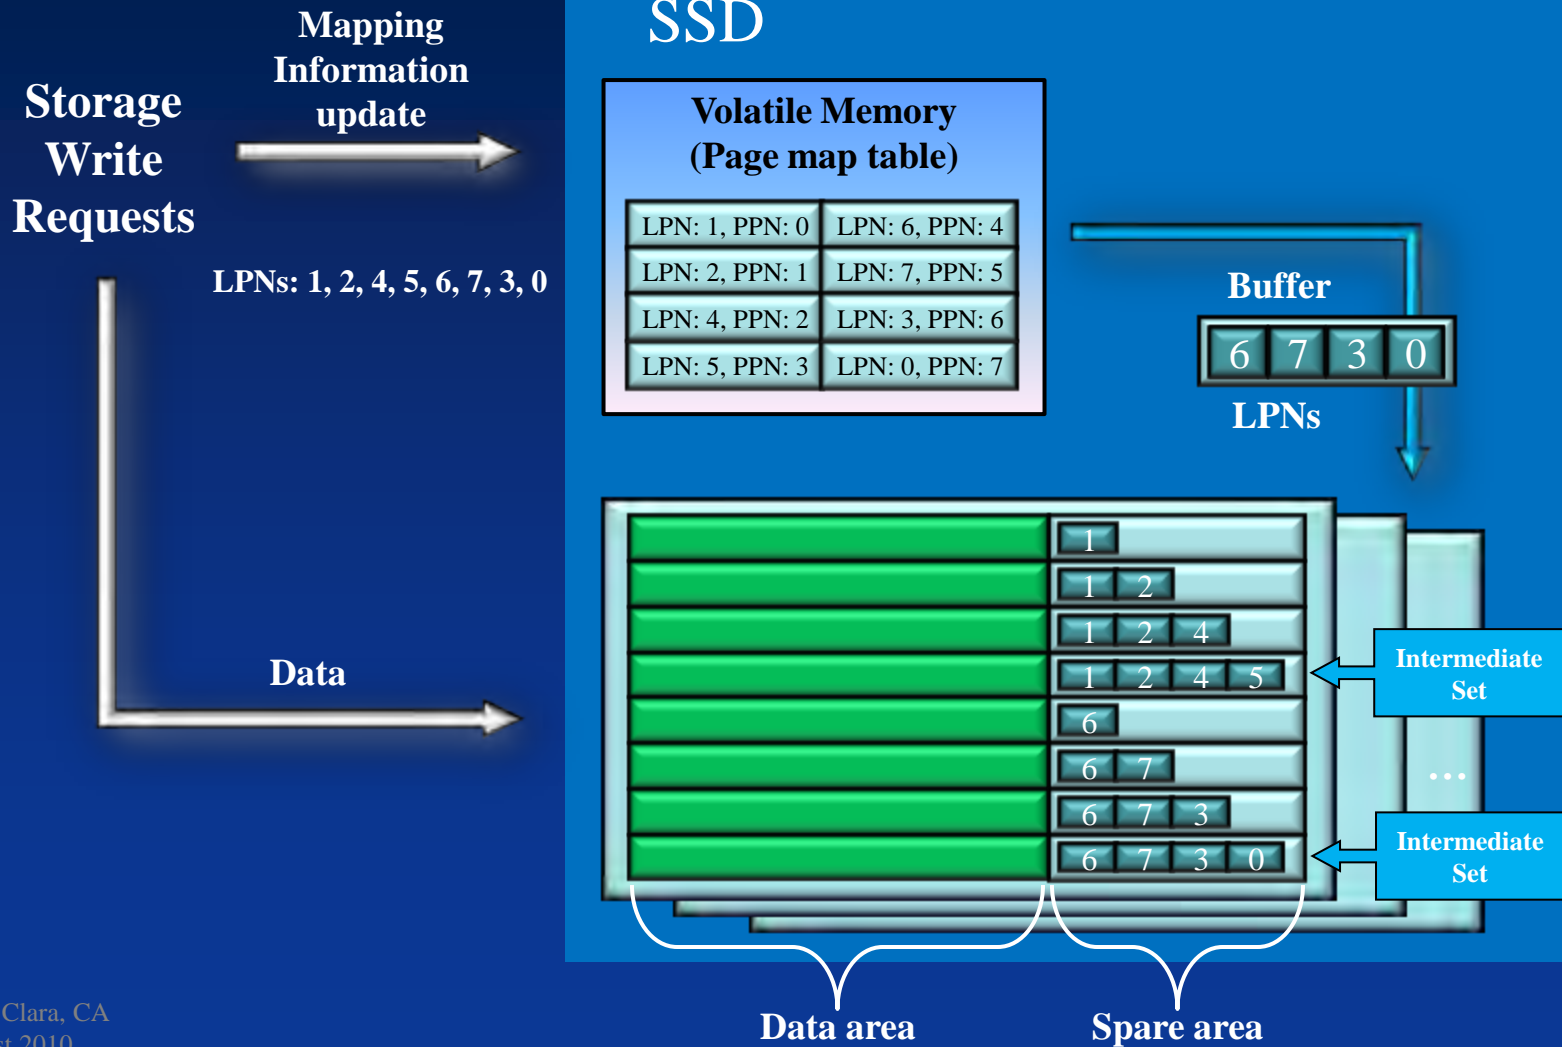 SSD
Mapping
Information
update
Storage
Write
Requests
LPNs: 1, 2, 4, 5, 6, 7, 3, 0
Volatile Memory
(Page map table)
LPN: 1, PPN: 0 LPN: 6, PPN: 4
LPN: 2, PPN: 1 LPN: 7, PPN: 5
LPN: 4, PPN: 2 LPN: 3, PPN: 6
LPN: 5, PPN: 3 LPN: 0, PPN: 7
Buffer
6 7 3 0
LPNs
Data
1
1 2
1 2 4
1 2 4 5
6
6 7
6 7 3
6 7 3 0
Intermediate
Set
...
Intermediate
Set
Data area
Spare area
Clara, CA
2010